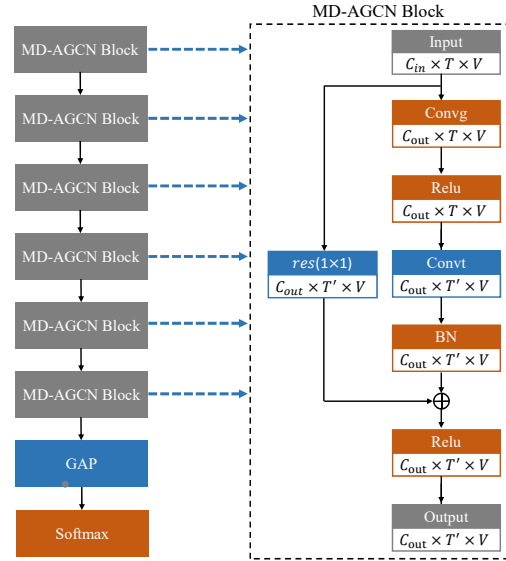 MD-AGCN Block
MD-AGCN Block
MD-AGCN Block
MD-AGCN Block
MD-AGCN Block
MD-AGCN Block
GAP
Softmax
MD-AGCN Block
Input
C_in × T × V
Convg
C_out × T × V
Relu
C_out × T × V
res(1×1)
C_out × T′ × V
Convt
C_out × T′ × V
BN
C_out × T′ × V
Relu
C_out × T′ × V
Output
C_out × T′ × V